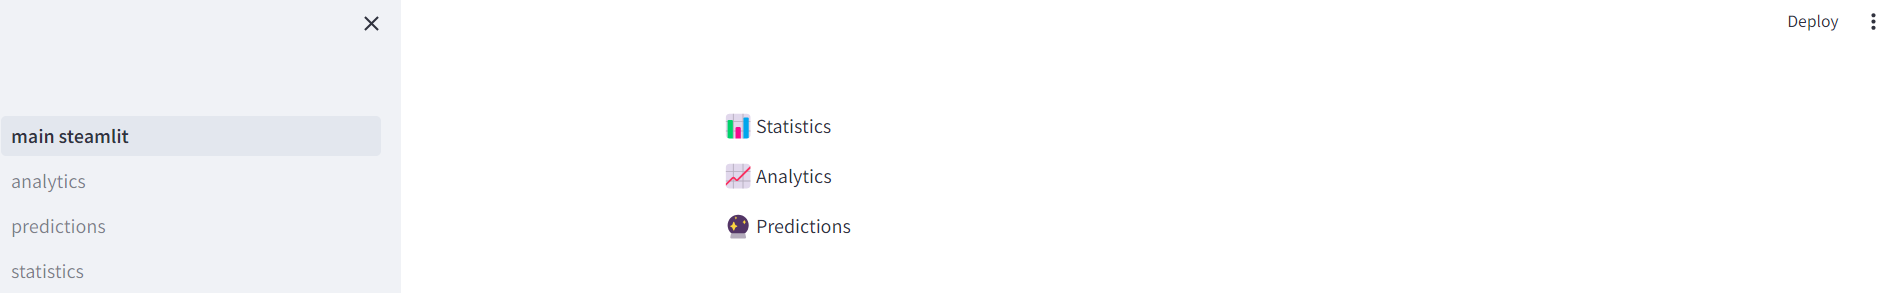 Deploy
main steamlit
analytics
predictions
statistics
Statistics
Analytics
Predictions